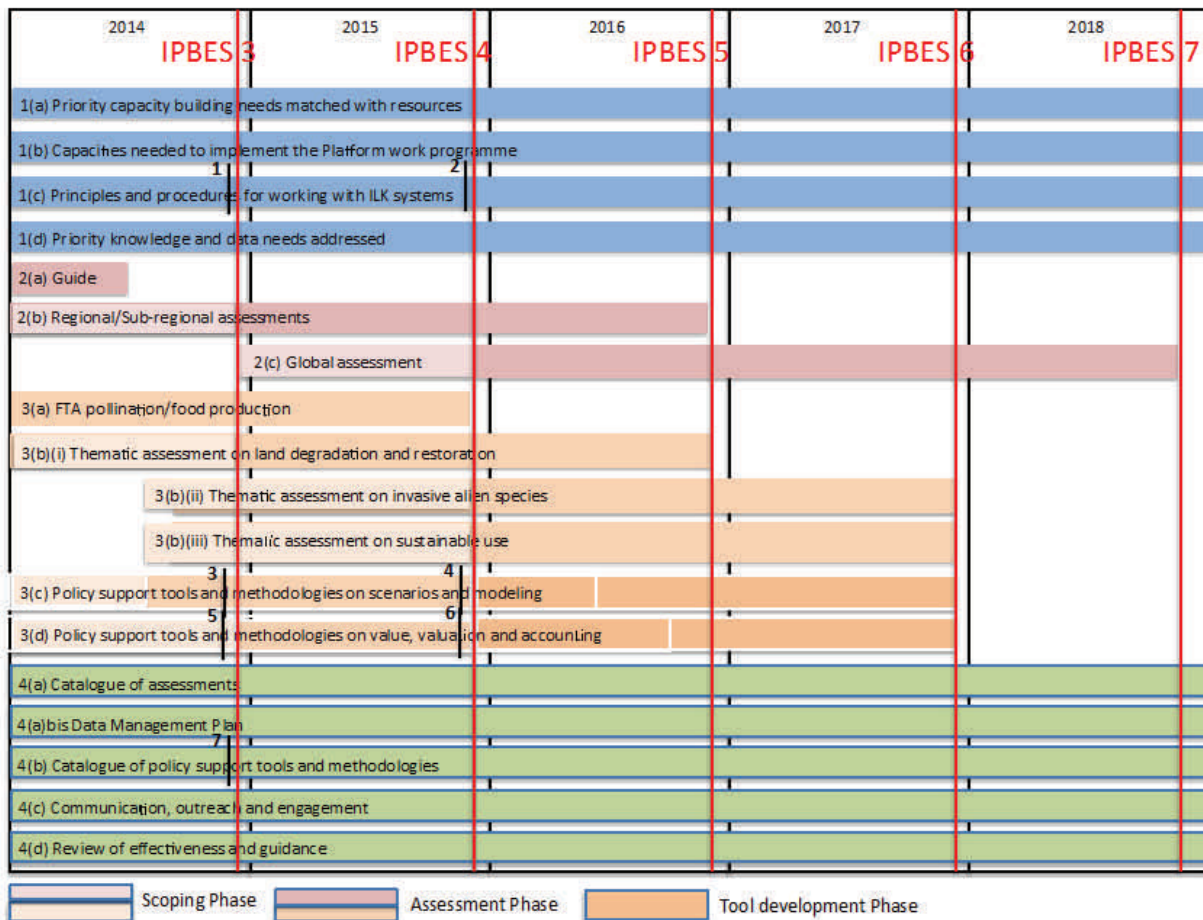 2014 2015 2016 2017 2018
IPBES 3 IPBES 4 IPBES 5 IPBES 6 IPBES 7
1(a) Priority capacity building needs matched with resources
1(b) Capacities needed to implement the Platform work programme
1 2
1(c) Principles and procedures for working with ILK systems
1(d) Priority knowledge and data needs addressed
2(a) Guide
2(b) Regional/Sub-regional assessments
2(c) Global assessment
3(a) FTA pollination/food production
3(b)(i) Thematic assessment on land degradation and restoration
3(b)(ii) Thematic assessment on invasive alien species
3(b)(iii) Thematic assessment on sustainable use
3 4
3(c) Policy support tools and methodologies on scenarios and modeling
5 6
3(d) Policy support tools and methodologies on value, valuation and accounting
4(a) Catalogue of assessments
4(a)bis Data Management Plan
7
4(b) Catalogue of policy support tools and methodologies
4(c) Communication, outreach and engagement
4(d) Review of effectiveness and guidance
Scoping Phase Assessment Phase Tool development Phase